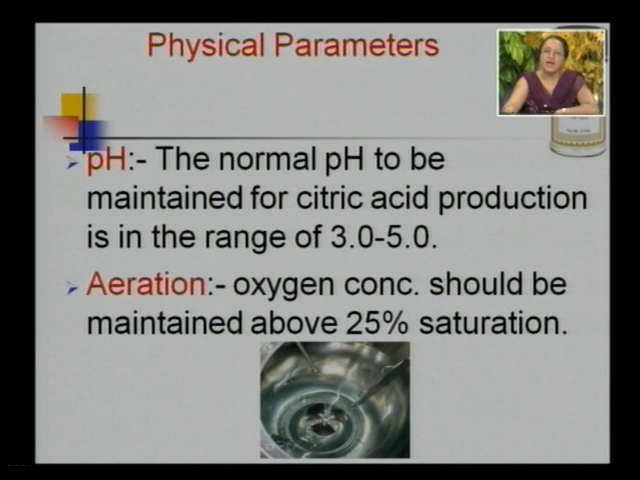 Physical Parameters
pH:- The normal pH to be
maintained for citric acid production
is in the range of 3.0-5.0.
Aeration:- oxygen conc. should be
maintained above 25% saturation.